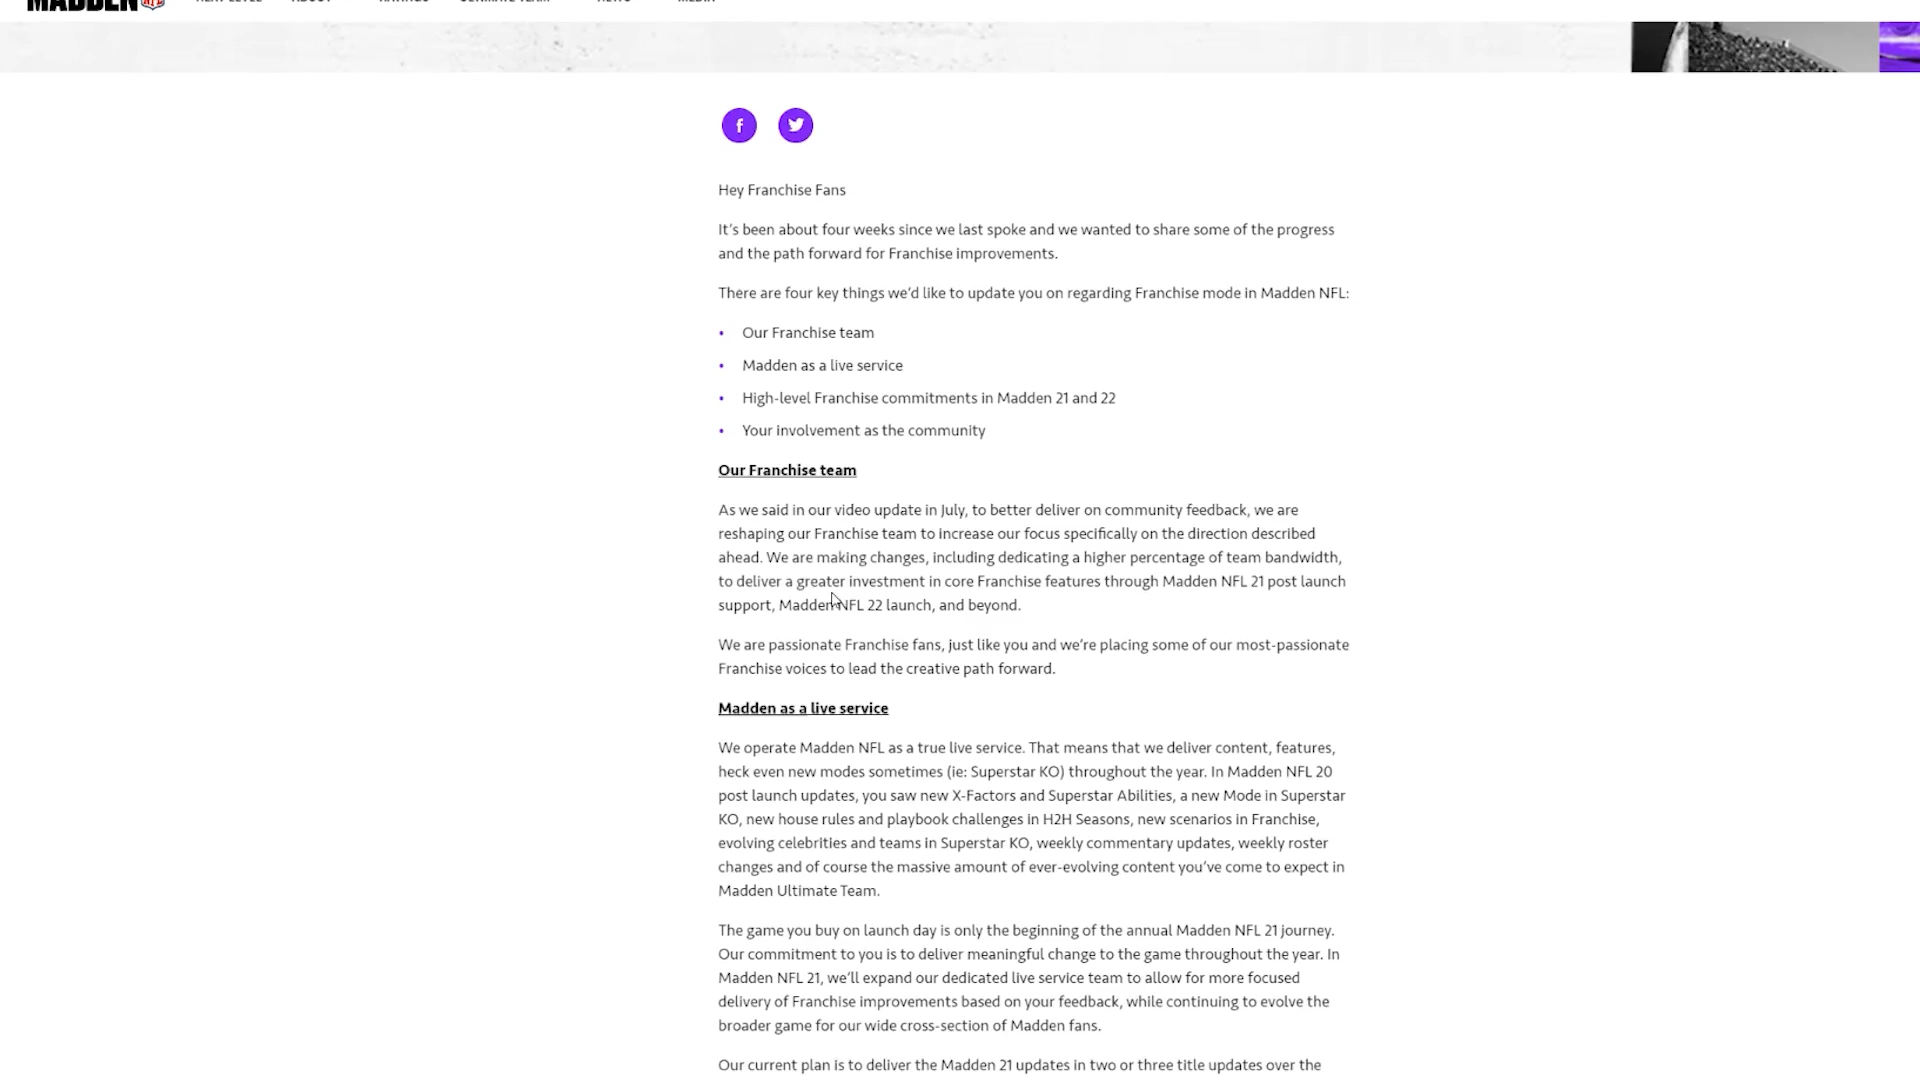 MADDEN NFL
NEXT LEVEL ABOUT RATINGS ULTIMATE TEAM NEWS MEDIA
f
Hey Franchise Fans
It's been about four weeks since we last spoke and we wanted to share some of the progress
and the path forward for Franchise improvements.
There are four key things we'd like to update you on regarding Franchise mode in Madden NFL:
• Our Franchise team
• Madden as a live service
• High-level Franchise commitments in Madden 21 and 22
• Your involvement as the community
Our Franchise team
As we said in our video update in July, to better deliver on community feedback, we are
reshaping our Franchise team to increase our focus specifically on the direction described
ahead. We are making changes, including dedicating a higher percentage of team bandwidth,
to deliver a greater investment in core Franchise features through Madden NFL 21 post launch
support, Madden NFL 22 launch, and beyond.
We are passionate Franchise fans, just like you and we're placing some of our most-passionate
Franchise voices to lead the creative path forward.
Madden as a live service
We operate Madden NFL as a true live service. That means that we deliver content, features,
heck even new modes sometimes (ie: Superstar KO) throughout the year. In Madden NFL 20
post launch updates, you saw new X-Factors and Superstar Abilities, a new Mode in Superstar
KO, new house rules and playbook challenges in H2H Seasons, new scenarios in Franchise,
evolving celebrities and teams in Superstar KO, weekly commentary updates, weekly roster
changes and of course the massive amount of ever-evolving content you've come to expect in
Madden Ultimate Team.
The game you buy on launch day is only the beginning of the annual Madden NFL 21 journey.
Our commitment to you is to deliver meaningful change to the game throughout the year. In
Madden NFL 21, we'll expand our dedicated live service team to allow for more focused
delivery of Franchise improvements based on your feedback, while continuing to evolve the
broader game for our wide cross-section of Madden fans.
Our current plan is to deliver the Madden 21 updates in two or three title updates over the